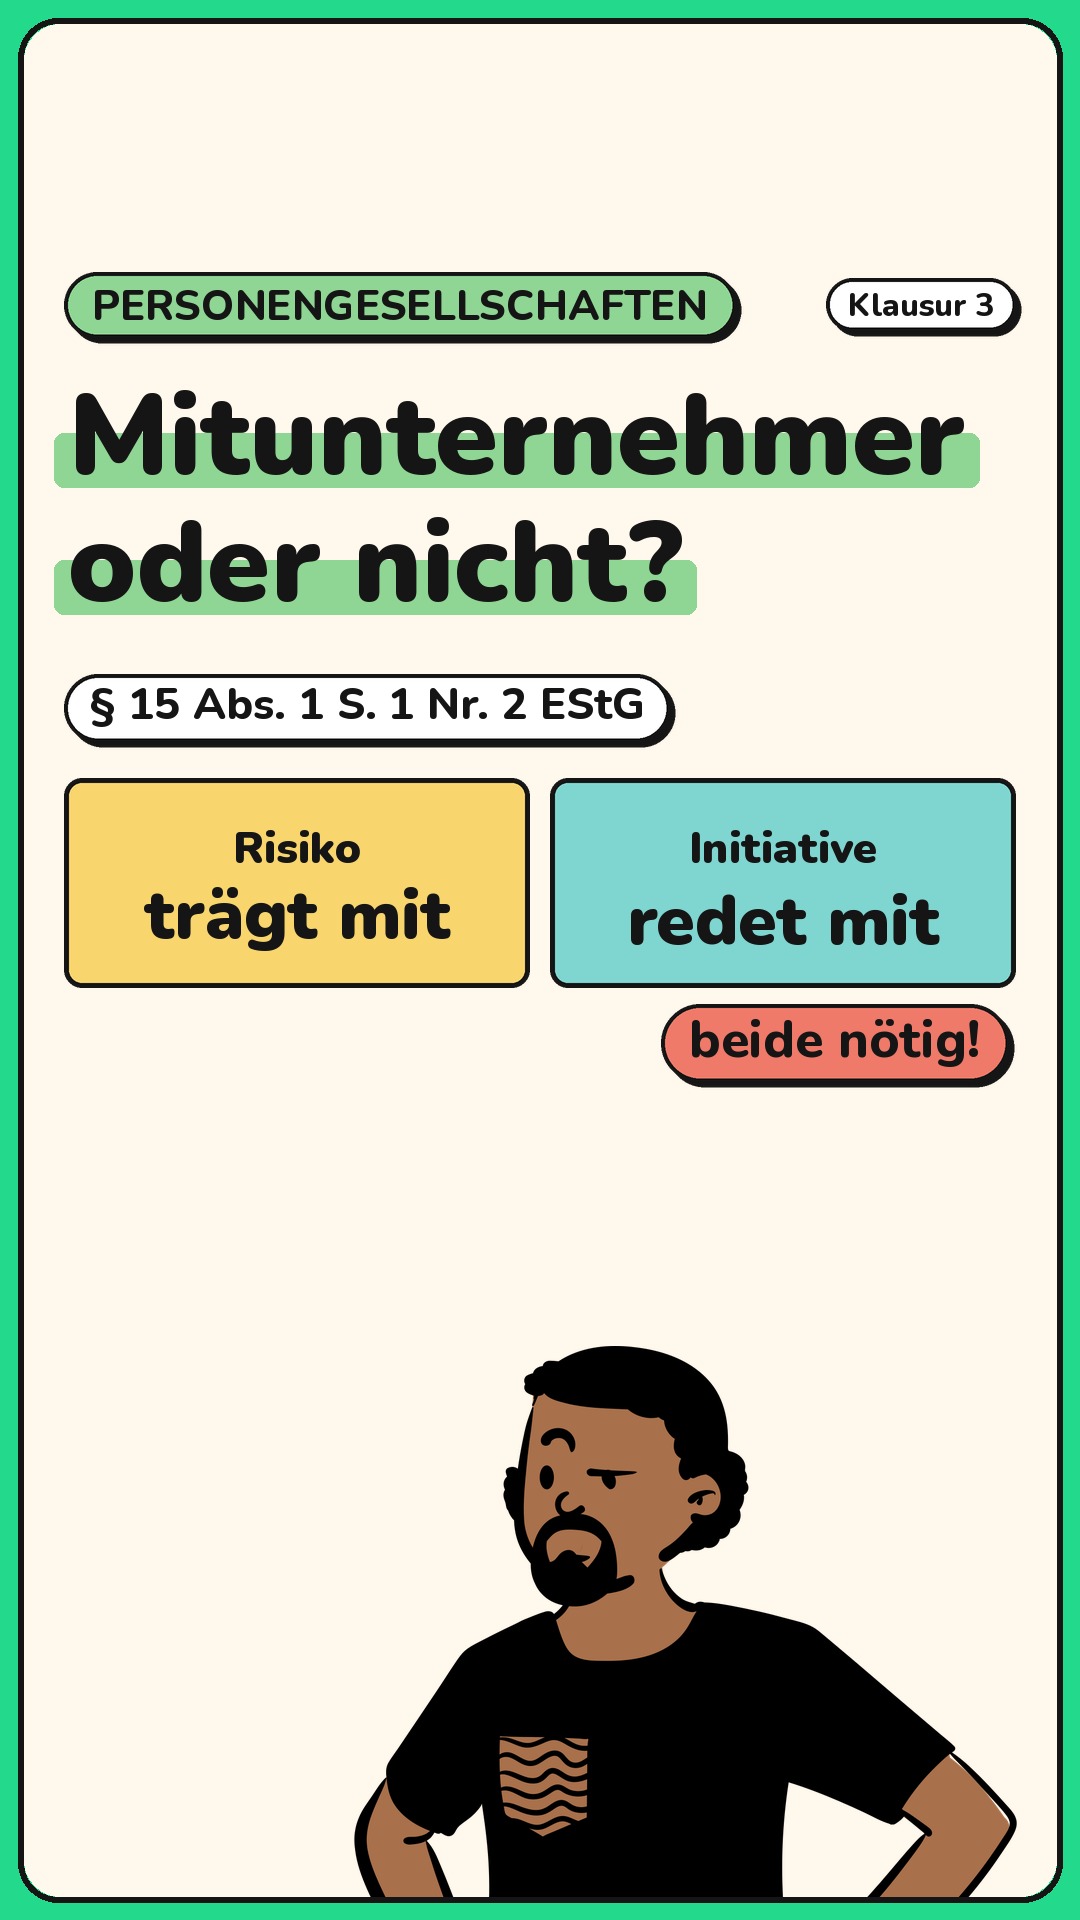 PERSONENGESELLSCHAFTEN
Klausur 3
Mitunternehmer
oder nicht?
§ 15 Abs. 1 S. 1 Nr. 2 EStG
Risiko
trägt mit
Initiative
redet mit
beide nötig!